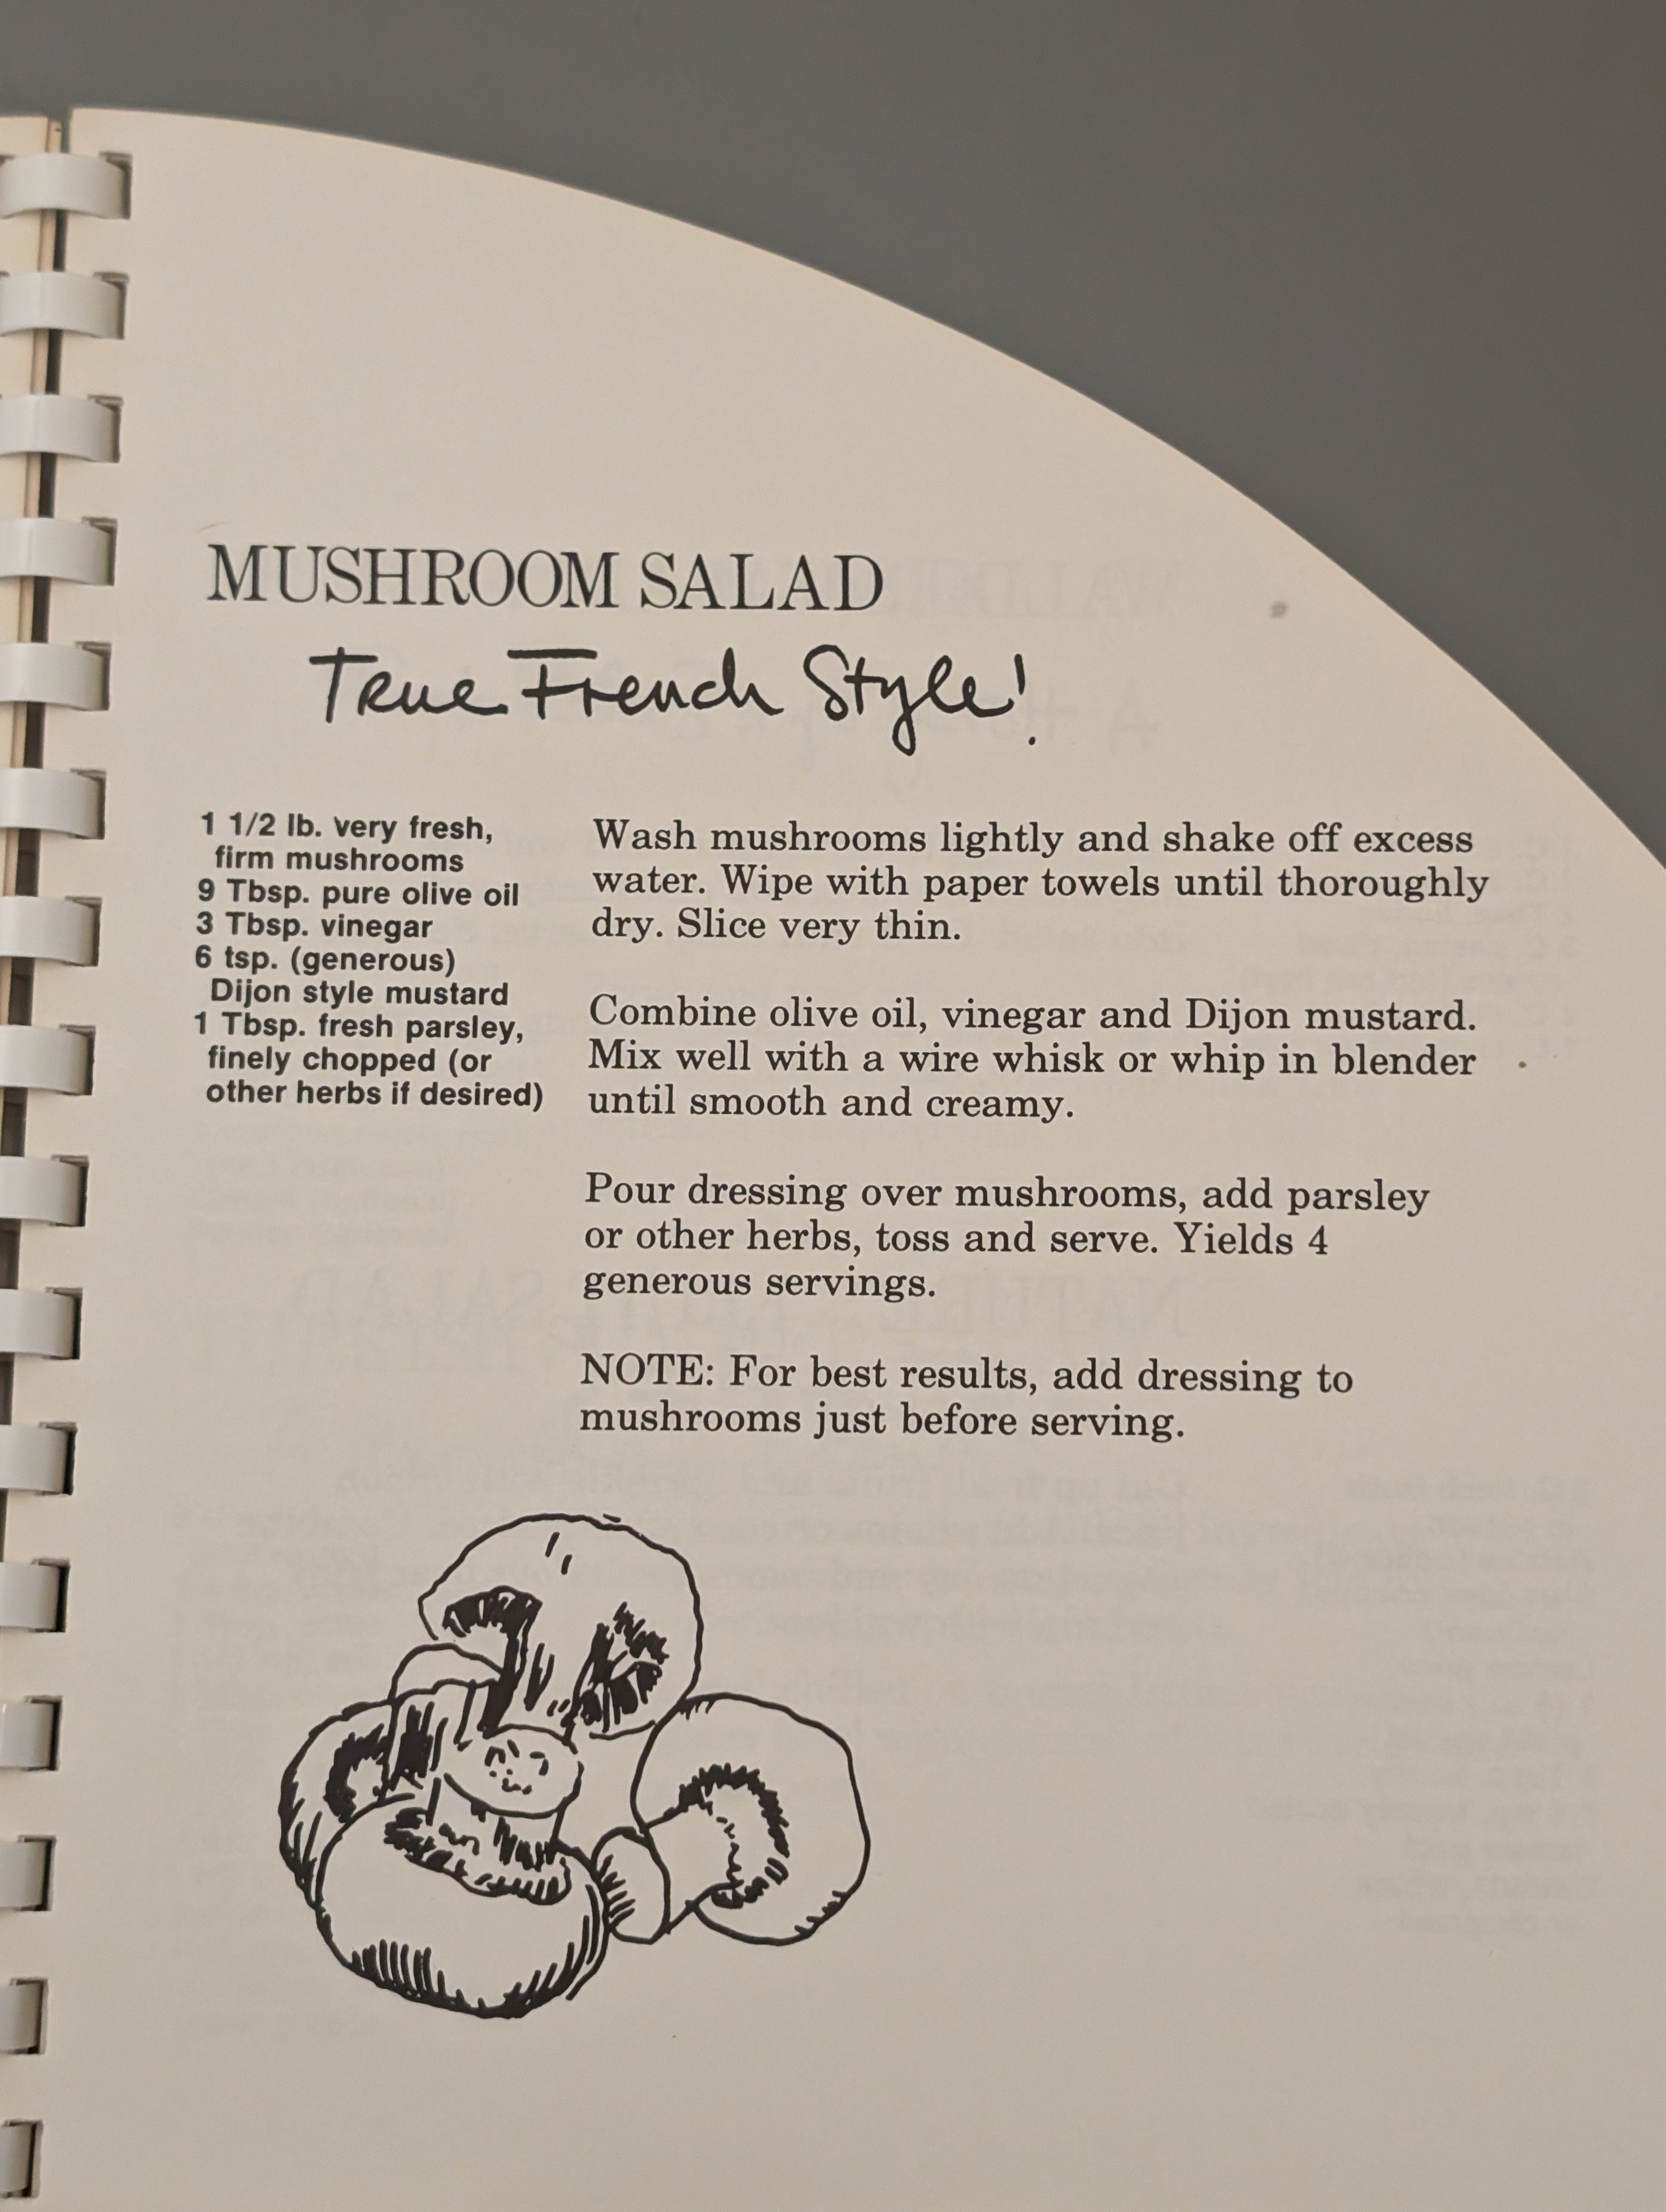 MUSHROOM SALAD
True French Style!
1 1/2 lb. very fresh,
firm mushrooms
9 Tbsp. pure olive oil
3 Tbsp. vinegar
6 tsp. (generous)
Dijon style mustard
1 Tbsp. fresh parsley,
finely chopped (or
other herbs if desired)
Wash mushrooms lightly and shake off excess
water. Wipe with paper towels until thoroughly
dry. Slice very thin.
Combine olive oil, vinegar and Dijon mustard.
Mix well with a wire whisk or whip in blender
until smooth and creamy.
Pour dressing over mushrooms, add parsley
or other herbs, toss and serve. Yields 4
generous servings.
NOTE: For best results, add dressing to
mushrooms just before serving.